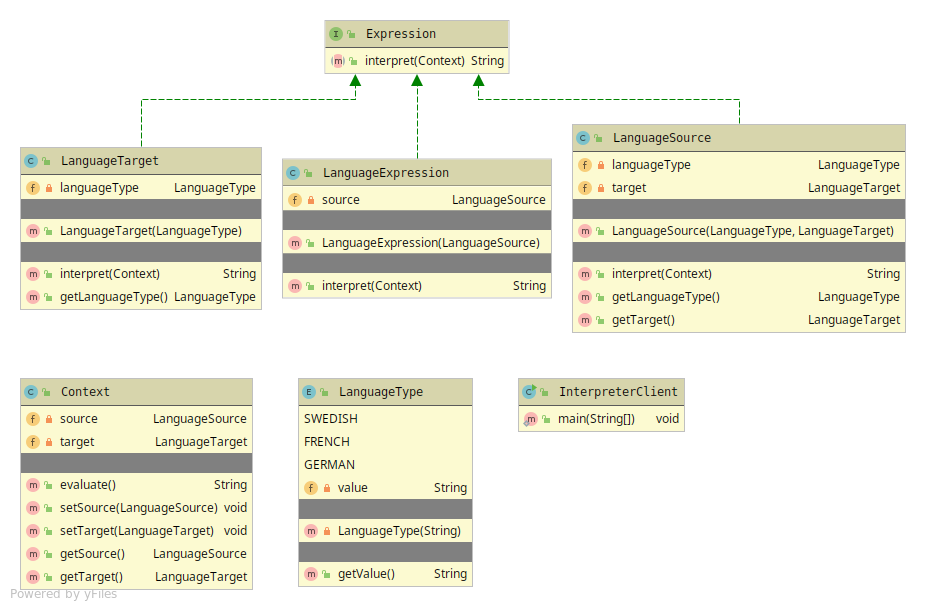 Expression
interpret(Context) String
LanguageTarget
languageType LanguageType
LanguageTarget(LanguageType)
interpret(Context) String
getLanguageType() LanguageType
LanguageExpression
source LanguageSource
LanguageExpression(LanguageSource)
interpret(Context) String
LanguageSource
languageType LanguageType
target LanguageTarget
LanguageSource(LanguageType, LanguageTarget)
interpret(Context) String
getLanguageType() LanguageType
getTarget() LanguageTarget
Context
source LanguageSource
target LanguageTarget
evaluate() String
setSource(LanguageSource) void
setTarget(LanguageTarget) void
getSource() LanguageSource
getTarget() LanguageTarget
LanguageType
SWEDISH
FRENCH
GERMAN
value String
LanguageType(String)
getValue() String
InterpreterClient
main(String[]) void
Powered by yFiles